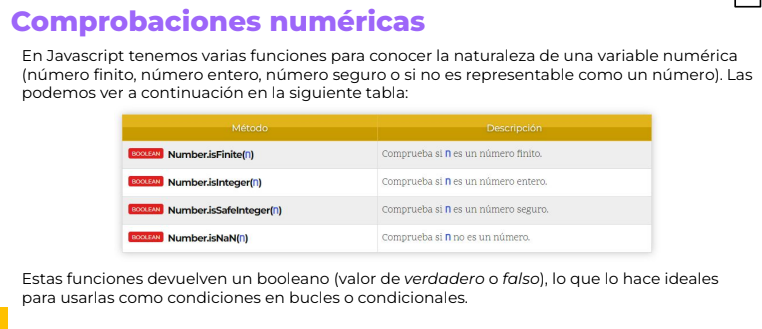 Comprobaciones numéricas
En Javascript tenemos varias funciones para conocer la naturaleza de una variable numérica
(número finito, número entero, número seguro o si no es representable como un número). Las
podemos ver a continuación en la siguiente tabla:
Método Descripción
BOOLEAN Number.isFinite(n) Comprueba si n es un número finito.
BOOLEAN Number.isInteger(n) Comprueba si n es un número entero.
BOOLEAN Number.isSafeInteger(n) Comprueba si n es un número seguro.
BOOLEAN Number.isNaN(n) Comprueba si n no es un número.
Estas funciones devuelven un booleano (valor de verdadero o falso), lo que lo hace ideales
para usarlas como condiciones en bucles o condicionales.